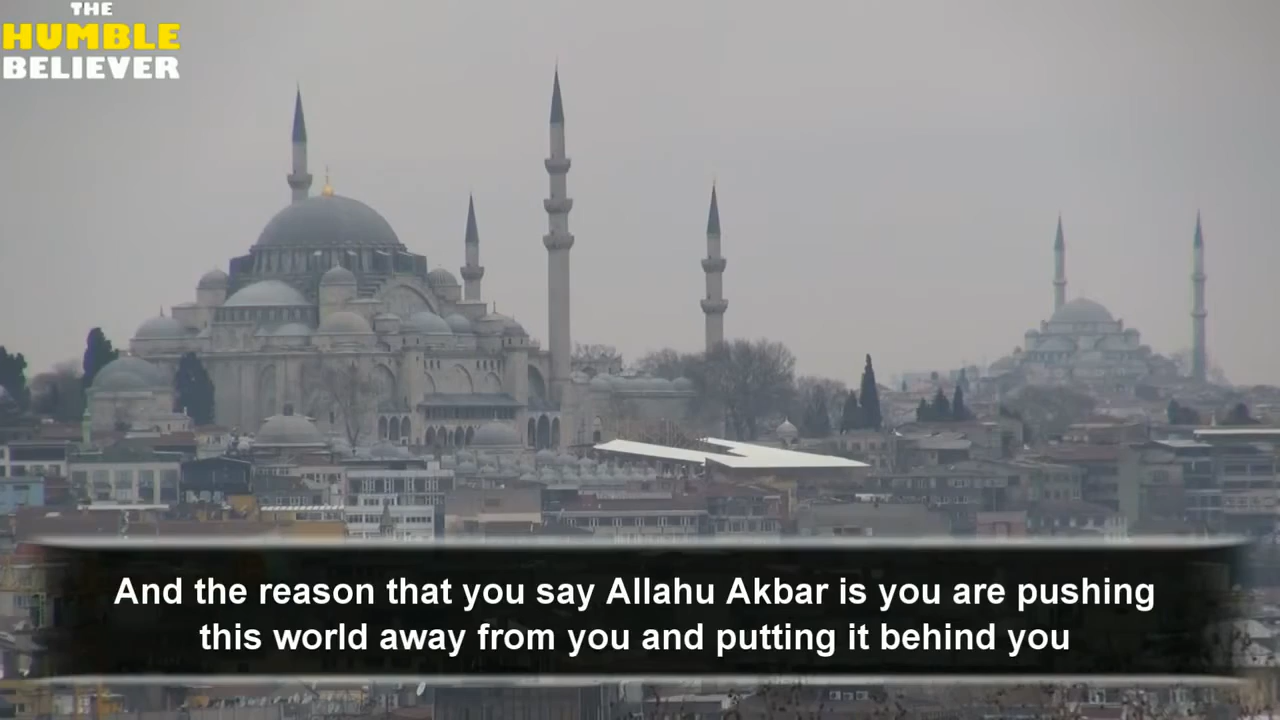 THE
HUMBLE
BELIEVER
And the reason that you say Allahu Akbar is you are pushing
this world away from you and putting it behind you